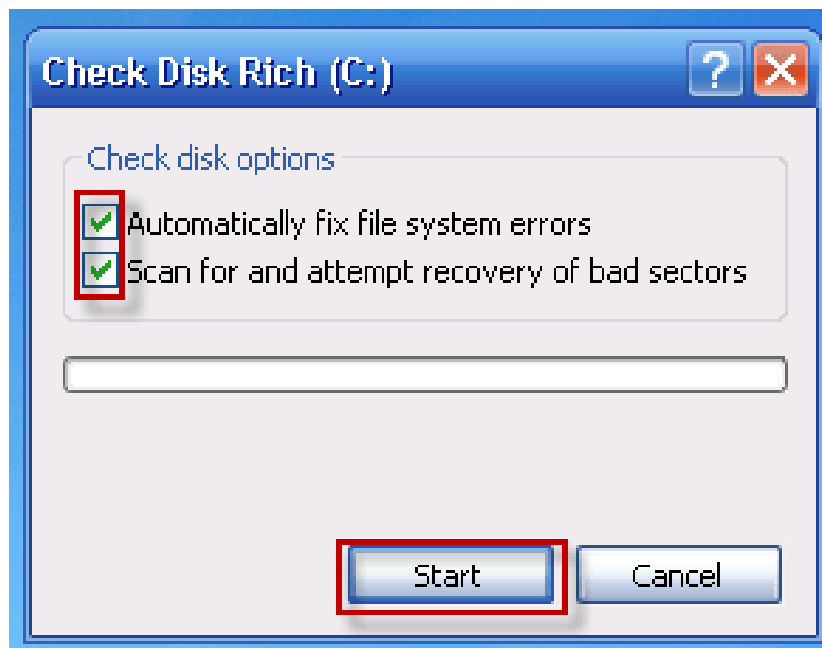 Check Disk Rich (C:)
?
Check disk options
Automatically fix file system errors
Scan for and attempt recovery of bad sectors
Start
Cancel